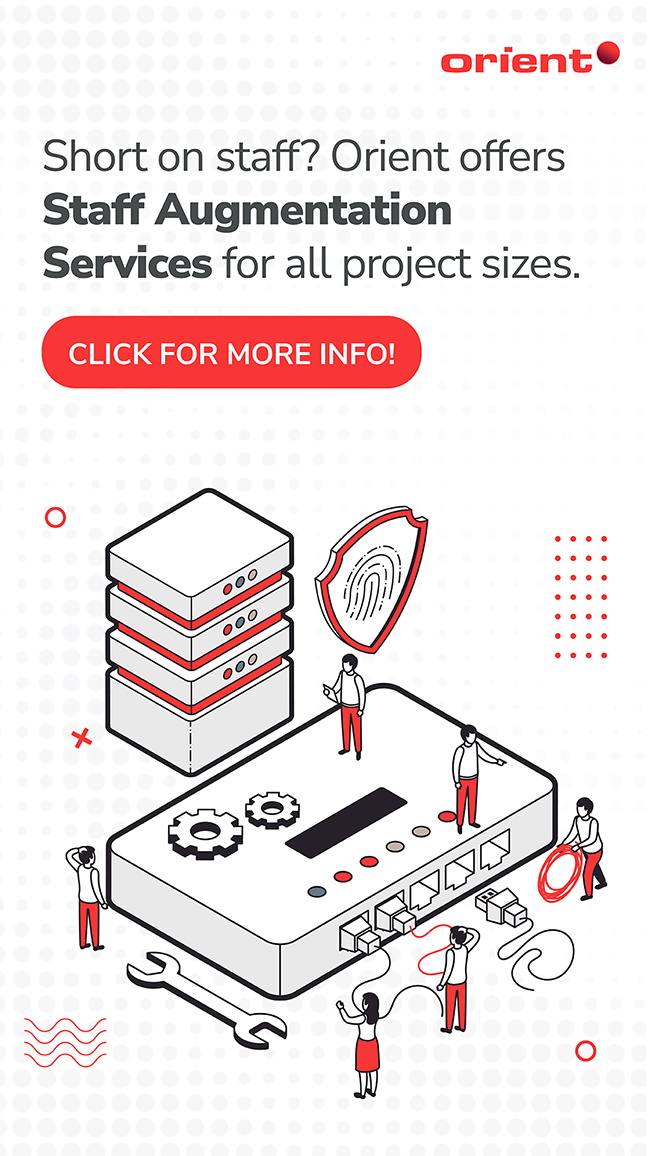 orient
Short on staff? Orient offers
Staff Augmentation
Services for all project sizes.
CLICK FOR MORE INFO!